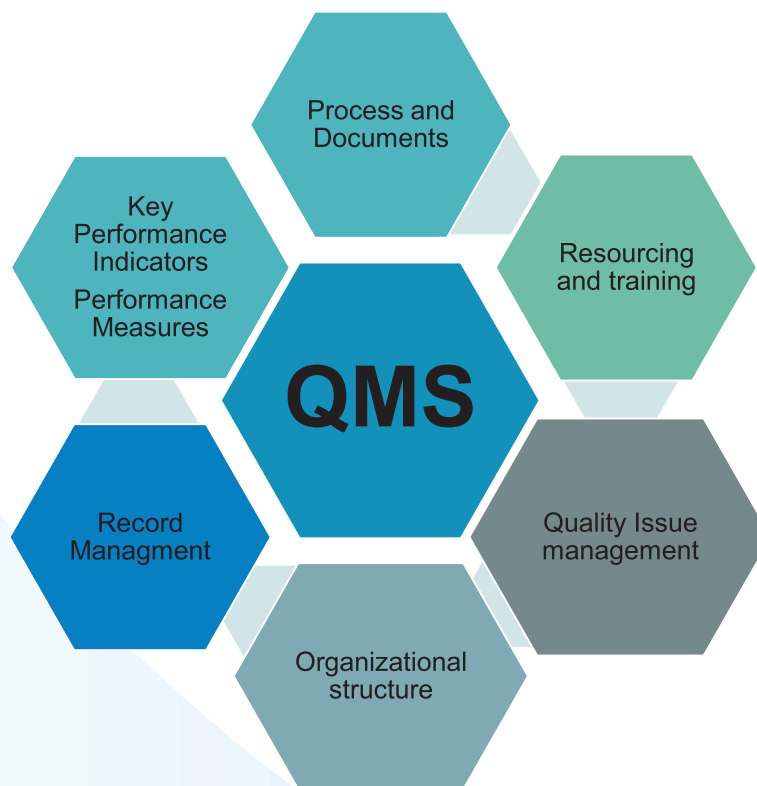 Process and
Documents
Key
Performance
Indicators
Performance
Measures
Resourcing
and training
QMS
Record
Managment
Quality Issue
management
Organizational
structure